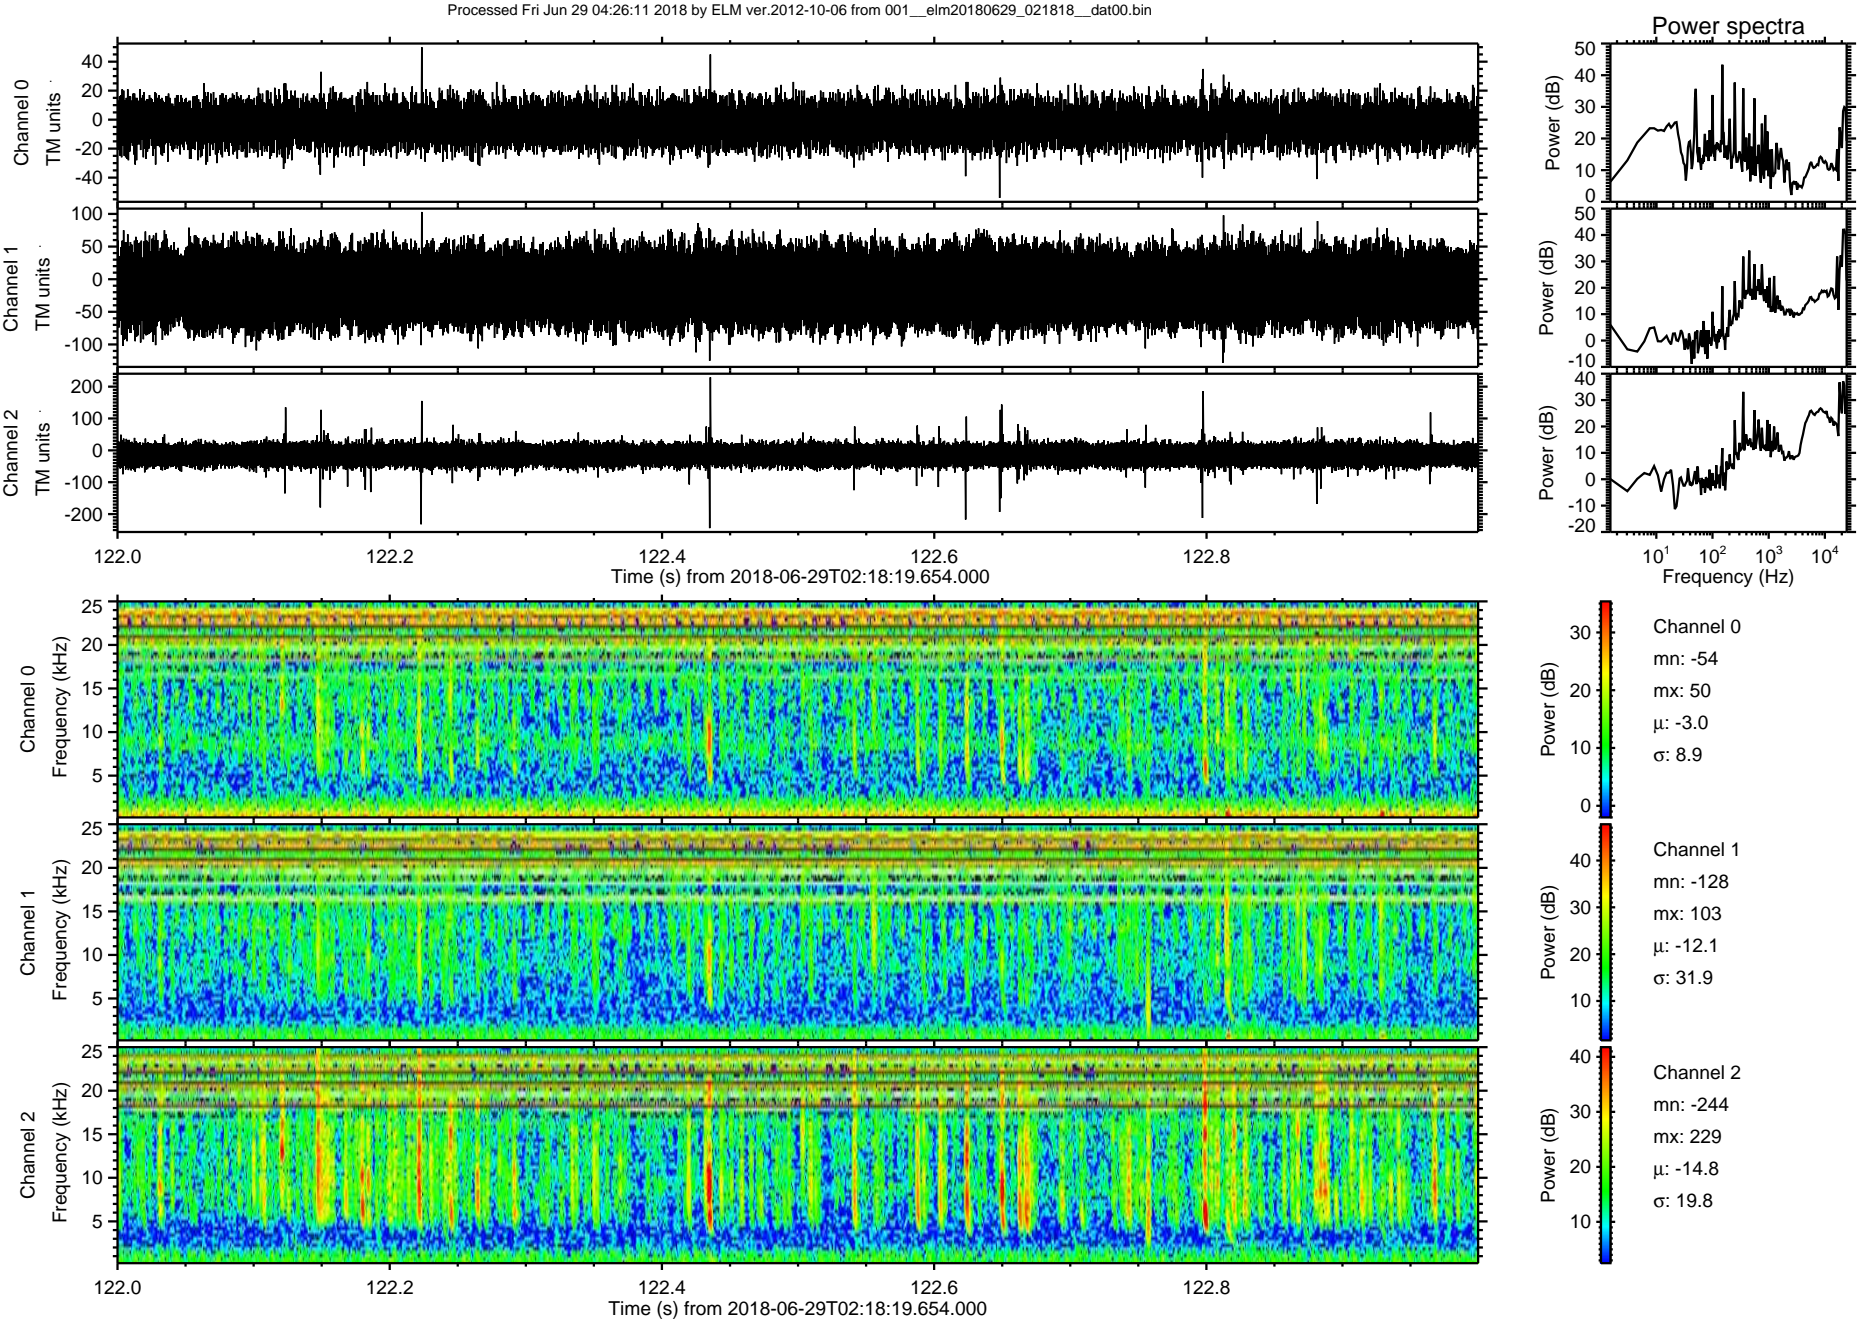 Processed Fri Jun 29 04:26:11 2018 by ELM ver.2012-10-06 from 001__elm20180629_021818__dat00.bin
Power spectra
Channel 0
TM units
40
20
0
-20
-40
Power (dB)
50
40
30
20
10
0
Channel 1
TM units
100
50
0
-50
-100
Power (dB)
50
40
30
20
10
0
-10
Channel 2
TM units
200
100
0
-100
-200
Power (dB)
40
30
20
10
0
-10
-20
122.0 122.2 122.4 122.6 122.8
Time (s) from 2018-06-29T02:18:19.654.000
10^1 10^2 10^3 10^4
Frequency (Hz)
Channel 0
Frequency (kHz)
25
20
15
10
5
Power (dB)
30
20
10
0
Channel 0
mn: -54
mx: 50
μ: -3.0
σ: 8.9
Channel 1
Frequency (kHz)
25
20
15
10
5
Power (dB)
40
30
20
10
Channel 1
mn: -128
mx: 103
μ: -12.1
σ: 31.9
Channel 2
Frequency (kHz)
25
20
15
10
5
Power (dB)
40
30
20
10
Channel 2
mn: -244
mx: 229
μ: -14.8
σ: 19.8
122.0 122.2 122.4 122.6 122.8
Time (s) from 2018-06-29T02:18:19.654.000